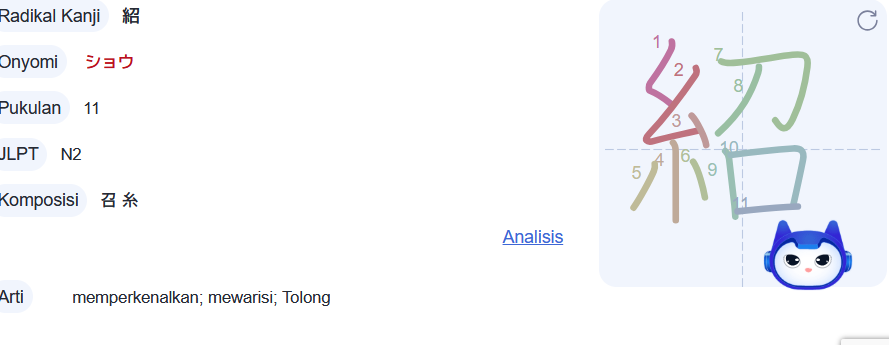 Radikal Kanji 紹
Onyomi ショウ
Pukulan 11
JLPT N2
Komposisi 召 糸
Analisis
Arti memperkenalkan; mewarisi; Tolong
1
2
3
4
5
6
7
8
9
10
11
紹